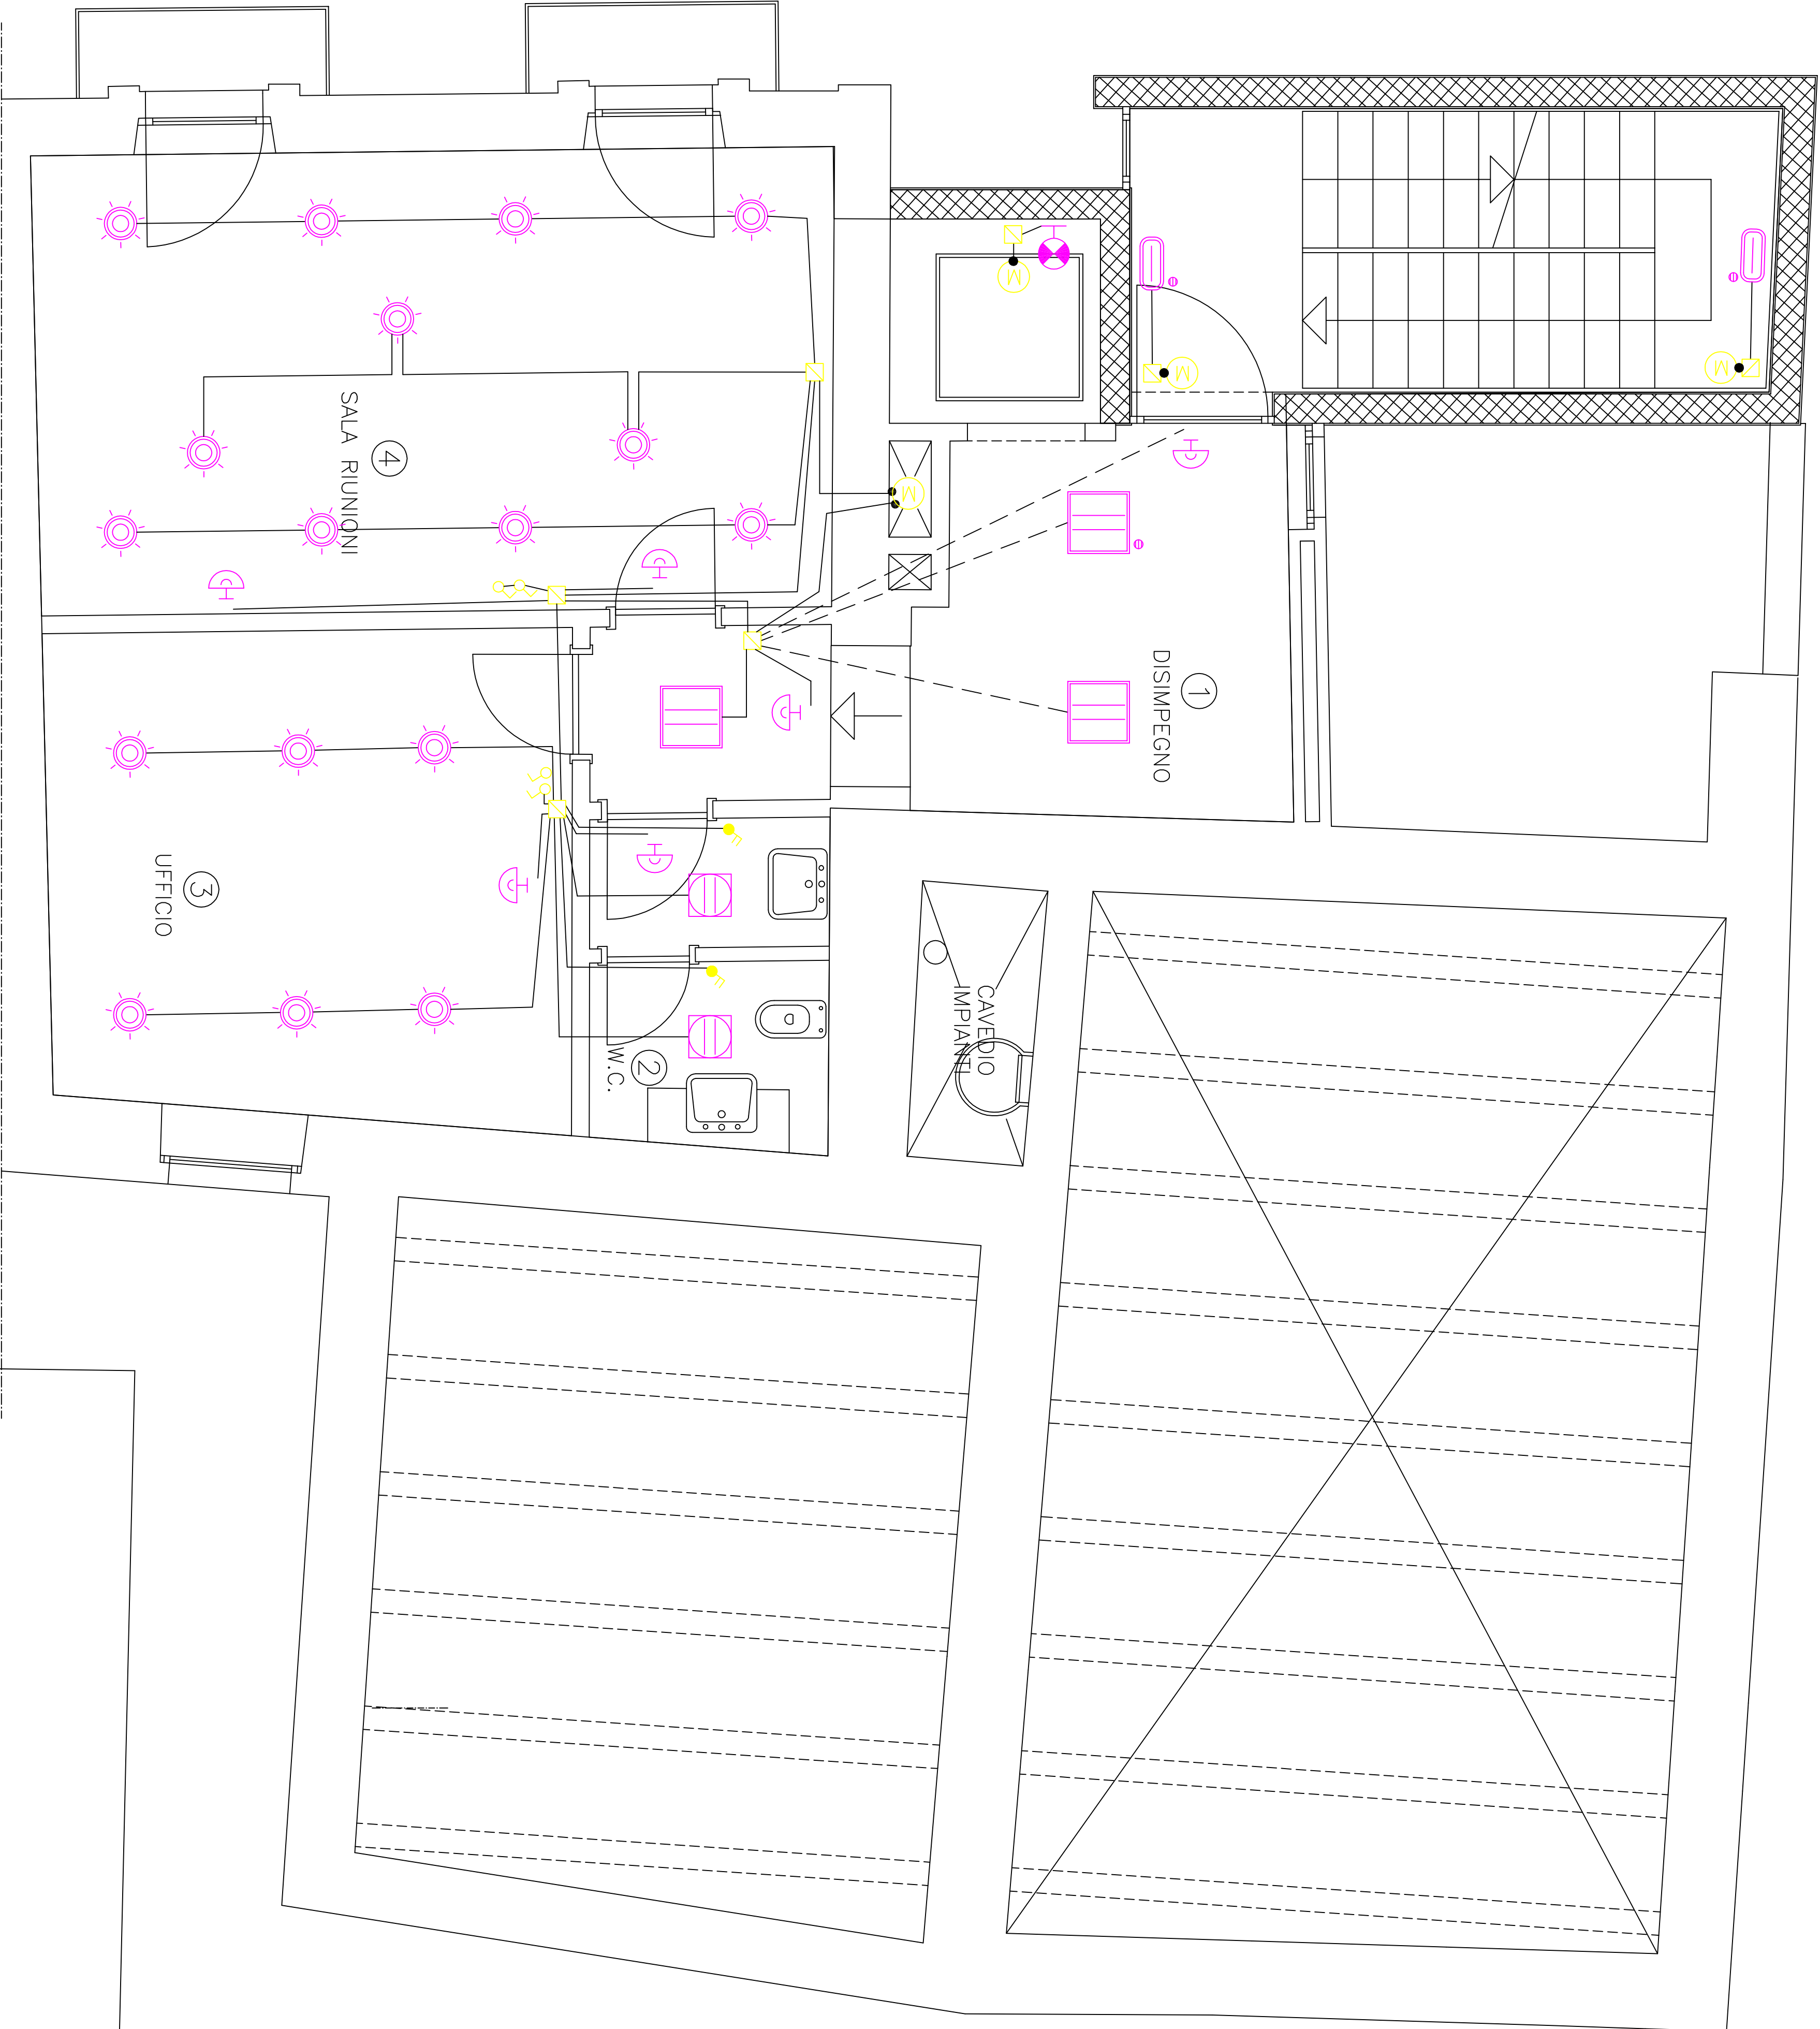 M
M
M
4
SALA RIUNIONI
M
1
DISIMPEGNO
3
UFFICIO
2
W.C.
CAVEDIO
IMPIANTI